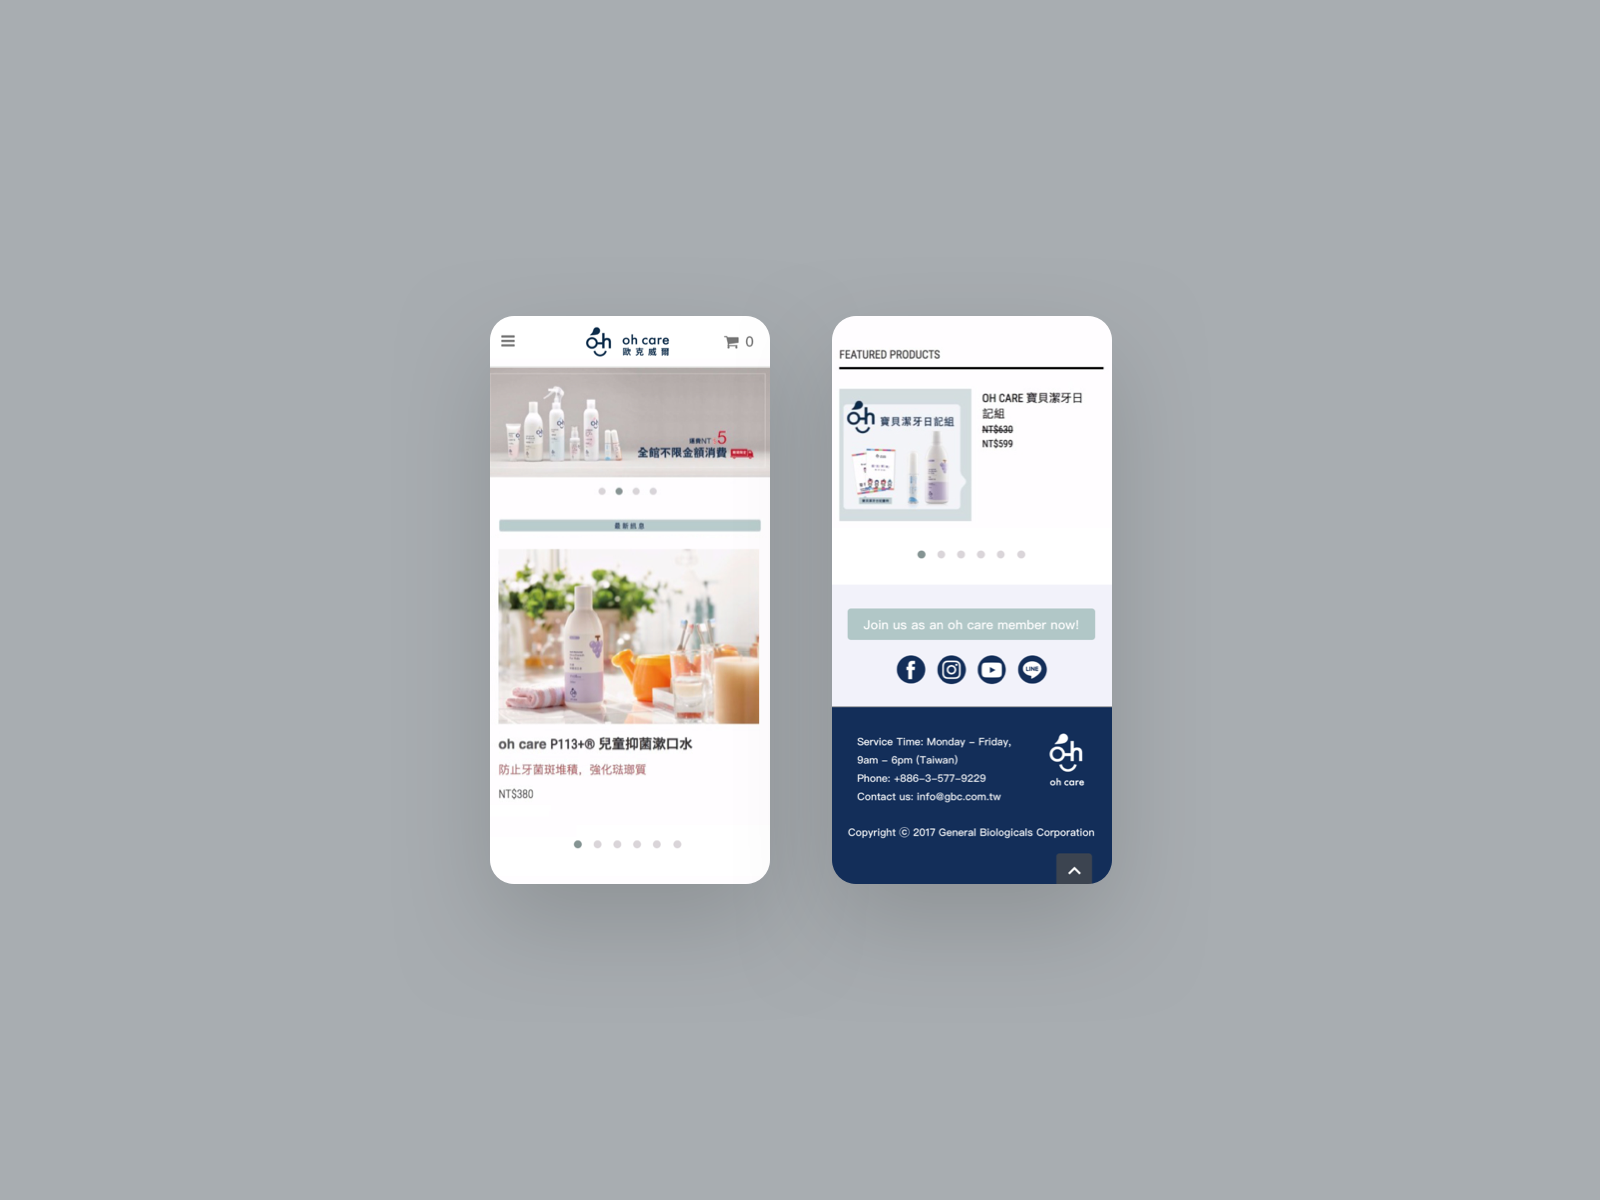 oh care
歐克威爾
0
運費NT $5
全館不限金額消費
最新訊息
oh care P113+® 兒童抑菌漱口水
防止牙菌斑堆積，強化琺瑯質
NT$380
FEATURED PRODUCTS
oh 寶貝潔牙日記組
OH CARE 寶貝潔牙日
記組
NT$630
NT$599
Join us as an oh care member now!
LINE
Service Time: Monday - Friday,
9am - 6pm (Taiwan)
Phone: +886-3-577-9229
Contact us: info@gbc.com.tw
oh
oh care
Copyright © 2017 General Biologicals Corporation